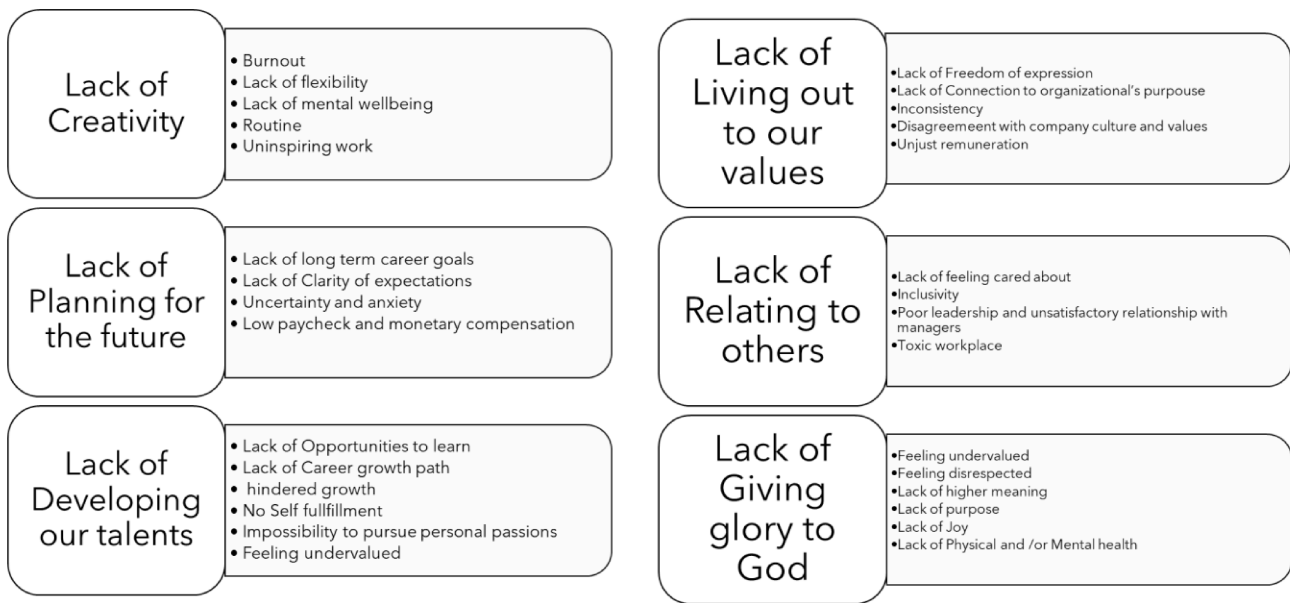 Lack of
Creativity
• Burnout
• Lack of flexibility
• Lack of mental wellbeing
• Routine
• Uninspiring work
Lack of
Planning for
the future
• Lack of long term career goals
• Lack of Clarity of expectations
• Uncertainty and anxiety
• Low paycheck and monetary compensation
Lack of
Developing
our talents
• Lack of Opportunities to learn
• Lack of Career growth path
• hindered growth
• No Self fullfillment
• Impossibility to pursue personal passions
• Feeling undervalued
Lack of
Living out
to our
values
•Lack of Freedom of expression
•Lack of Connection to organizational's purpouse
•Inconsistency
•Disagreemeent with company culture and values
•Unjust remuneration
Lack of
Relating to
others
•Lack of feeling cared about
•Inclusivity
•Poor leadership and unsatisfactory relationship with
managers
•Toxic workplace
Lack of
Giving
glory to
God
•Feeling undervalued
•Feeling disrespected
•Lack of higher meaning
•Lack of purpose
•Lack of Joy
•Lack of Physical and /or Mental health